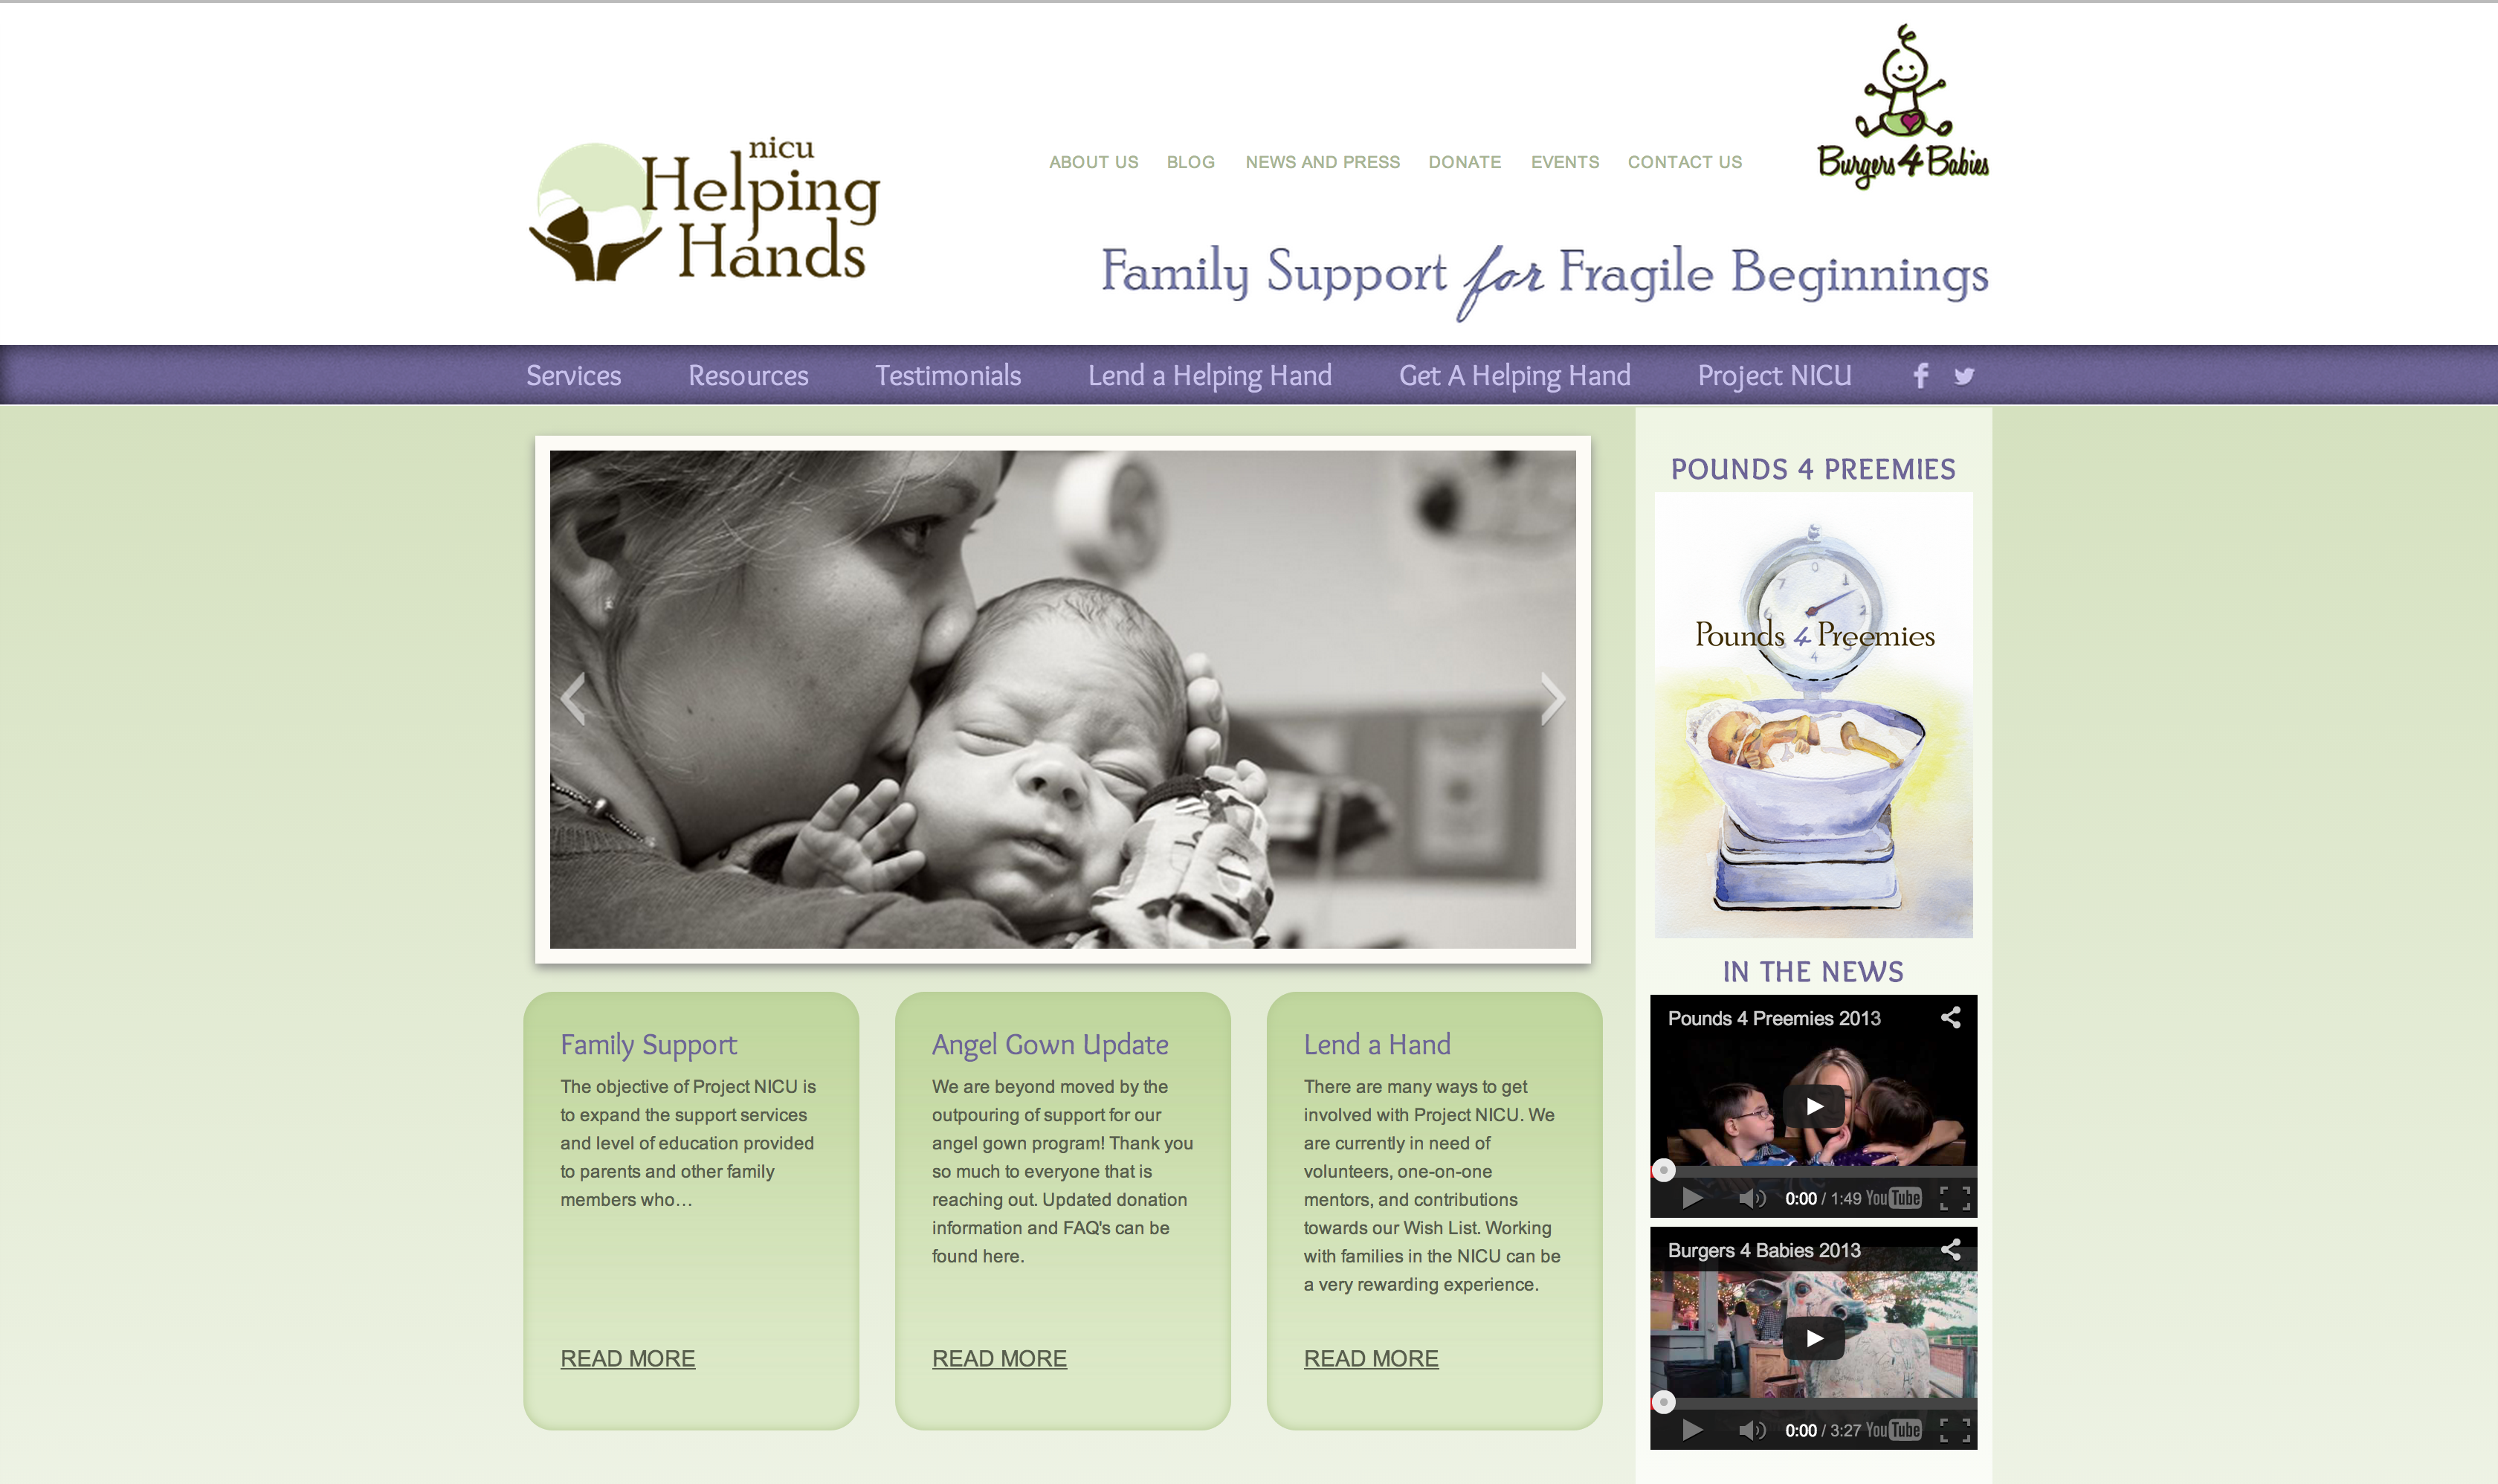 nicu
Helping
Hands
ABOUT US BLOG NEWS AND PRESS DONATE EVENTS CONTACT US
Burgers 4 Babies
Family Support for Fragile Beginnings
Services Resources Testimonials Lend a Helping Hand Get A Helping Hand Project NICU
POUNDS 4 PREEMIES
0
7 1
6 2
Pounds 4 Preemies
4
IN THE NEWS
Pounds 4 Preemies 2013
0:00 / 1:49 YouTube
Burgers 4 Babies 2013
0:00 / 3:27 YouTube
Family Support
The objective of Project NICU is
to expand the support services
and level of education provided
to parents and other family
members who…
READ MORE
Angel Gown Update
We are beyond moved by the
outpouring of support for our
angel gown program! Thank you
so much to everyone that is
reaching out. Updated donation
information and FAQ's can be
found here.
READ MORE
Lend a Hand
There are many ways to get
involved with Project NICU. We
are currently in need of
volunteers, one-on-one
mentors, and contributions
towards our Wish List. Working
with families in the NICU can be
a very rewarding experience.
READ MORE